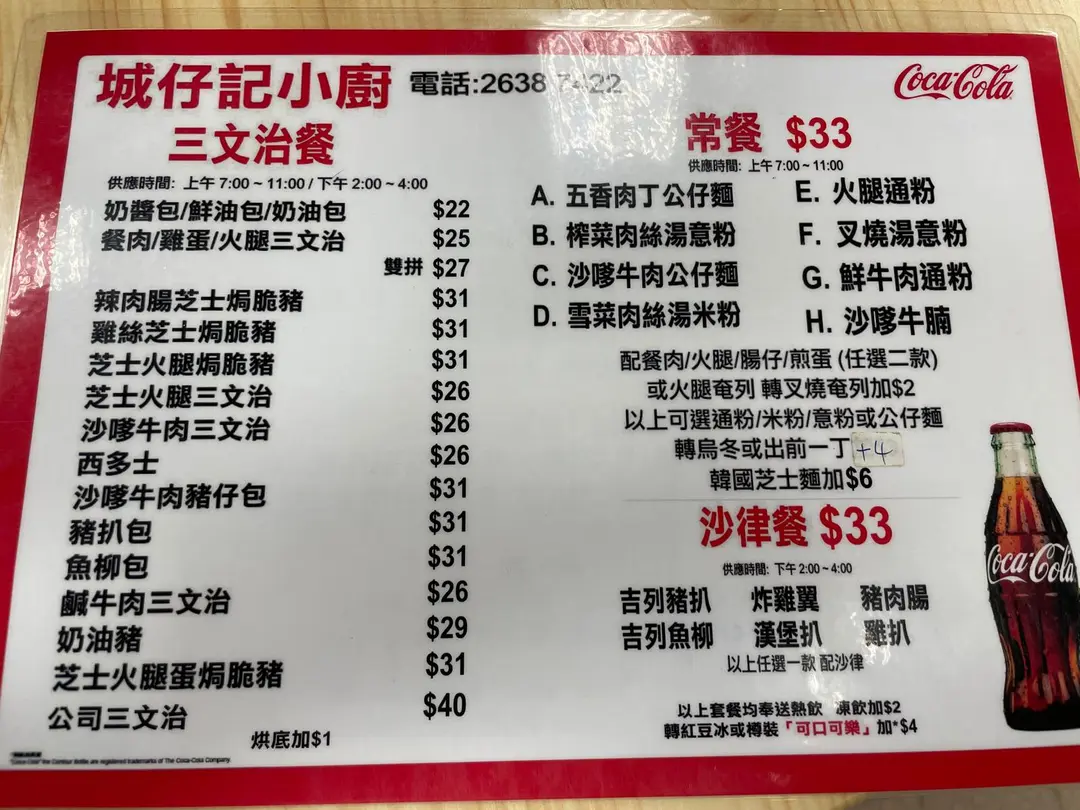 城仔記小廚 電話:2638 7422
Coca-Cola
三文治餐
供應時間: 上午 7:00 ~ 11:00 / 下午 2:00 ~ 4:00
奶醬包/鮮油包/奶油包 $22
餐肉/雞蛋/火腿三文治 $25
雙拼 $27
辣肉腸芝士焗脆豬 $31
雞絲芝士焗脆豬 $31
芝士火腿焗脆豬 $31
芝士火腿三文治 $26
沙嗲牛肉三文治 $26
西多士 $26
沙嗲牛肉豬仔包 $31
豬扒包 $31
魚柳包 $31
鹹牛肉三文治 $26
奶油豬 $29
芝士火腿蛋焗脆豬 $31
公司三文治 $40
烘底加$1
常餐 $33
供應時間: 上午 7:00 ~ 11:00
A. 五香肉丁公仔麵 E. 火腿通粉
B. 榨菜肉絲湯意粉 F. 叉燒湯意粉
C. 沙嗲牛肉公仔麵 G. 鮮牛肉通粉
D. 雪菜肉絲湯米粉 H. 沙嗲牛腩
配餐肉/火腿/腸仔/煎蛋 (任選二款)
或火腿奄列 轉叉燒奄列加$2
以上可選通粉/米粉/意粉或公仔麵
轉烏冬或出前一丁 +4
韓國芝士麵加$6
沙律餐 $33
供應時間: 下午 2:00 ~ 4:00
吉列豬扒 炸雞翼 豬肉腸
吉列魚柳 漢堡扒 雞扒
以上任選一款 配沙律
以上套餐均奉送熱飲 凍飲加$2
轉紅豆冰或樽裝「可口可樂」加*$4
Coca-Cola
"Coca-Cola" the Contour Bottle are registered trademarks of The Coca-Cola Company.